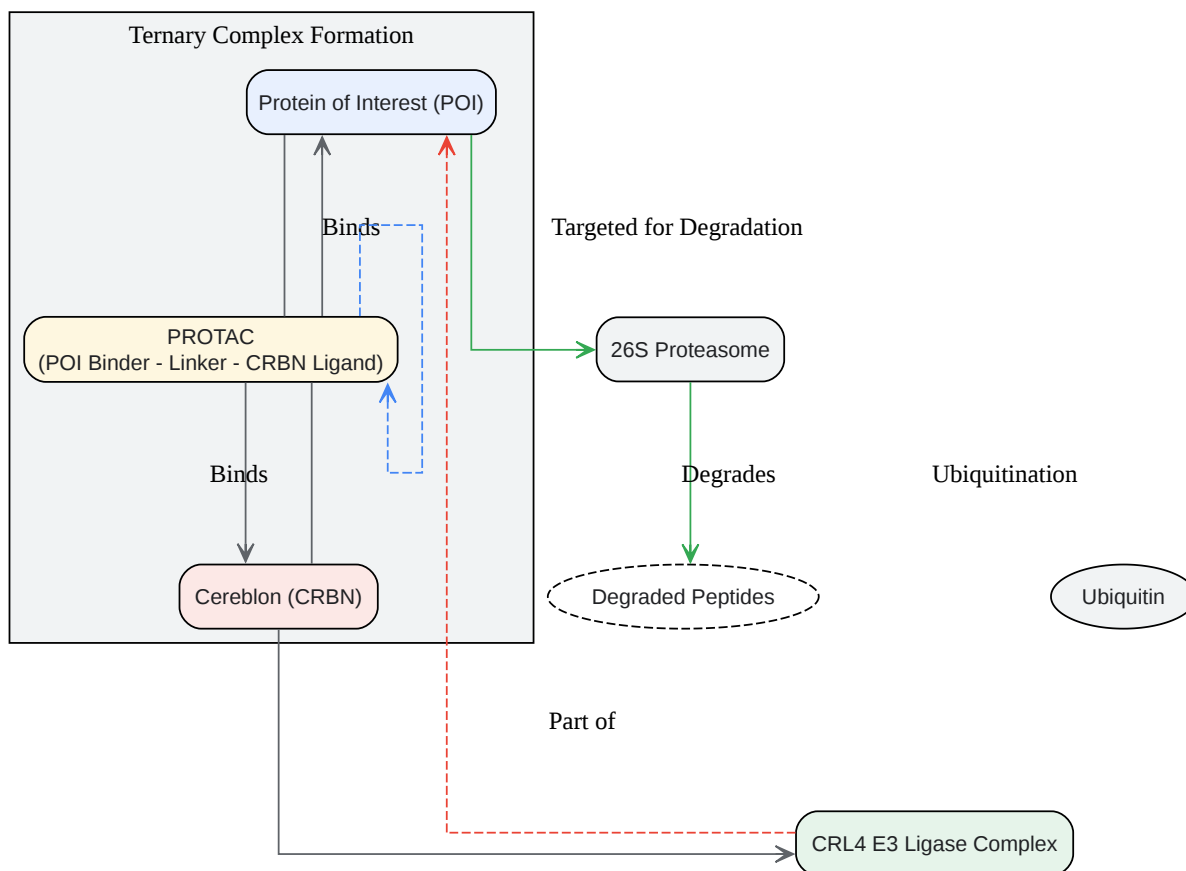 Ternary Complex Formation
Protein of Interest (POI)
Binds
Targeted for Degradation
PROTAC
(POI Binder - Linker - CRBN Ligand)
26S Proteasome
Binds
Degrades
Ubiquitination
Cereblon (CRBN)
Degraded Peptides
Ubiquitin
Part of
CRL4 E3 Ligase Complex